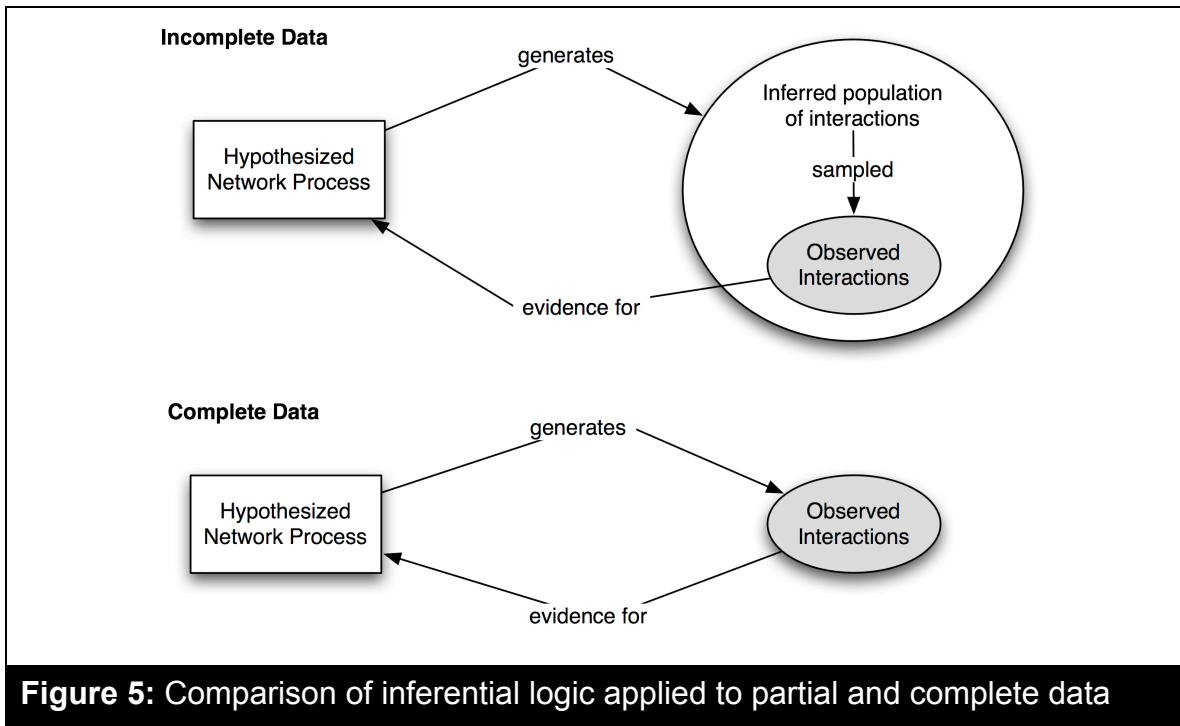 Incomplete Data
generates
Inferred population
of interactions
Hypothesized
Network Process
sampled
Observed
Interactions
evidence for
Complete Data
generates
Hypothesized
Network Process
Observed
Interactions
evidence for
Figure 5: Comparison of inferential logic applied to partial and complete data